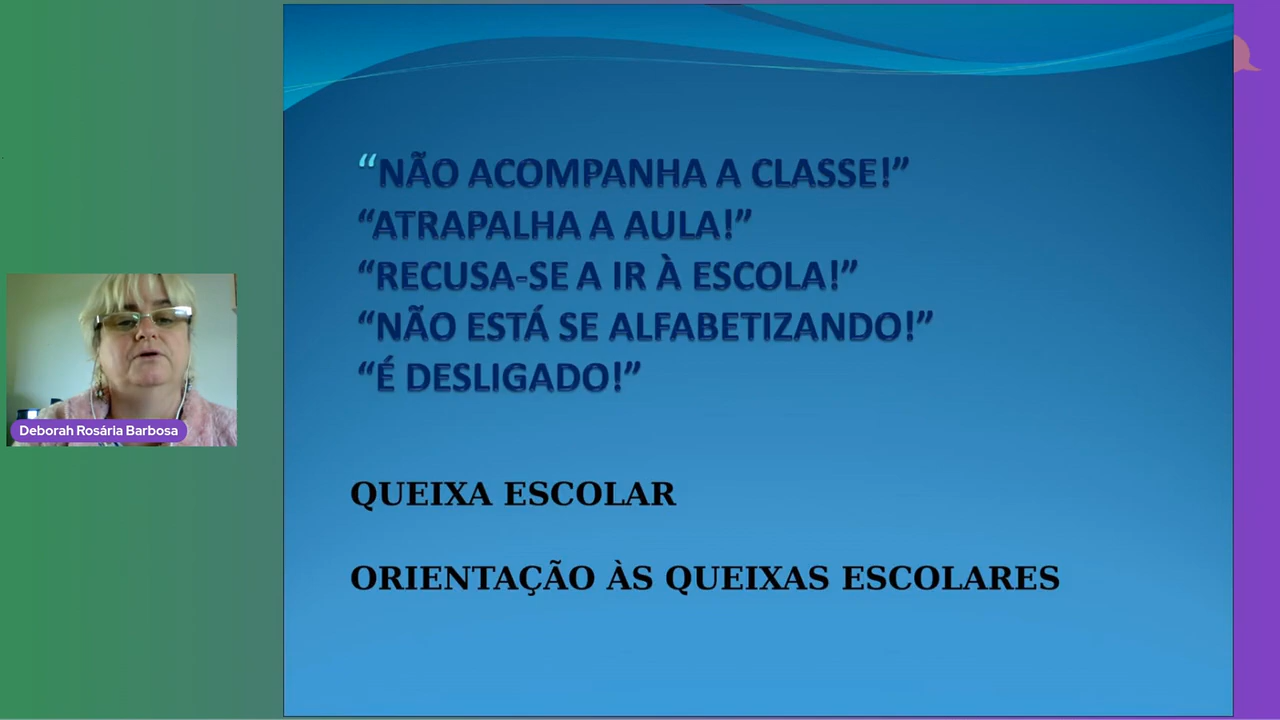 “NÃO ACOMPANHA A CLASSE!”
“ATRAPALHA A AULA!”
“RECUSA-SE A IR À ESCOLA!”
“NÃO ESTÁ SE ALFABETIZANDO!”
“É DESLIGADO!”
Deborah Rosária Barbosa
QUEIXA ESCOLAR
ORIENTAÇÃO ÀS QUEIXAS ESCOLARES